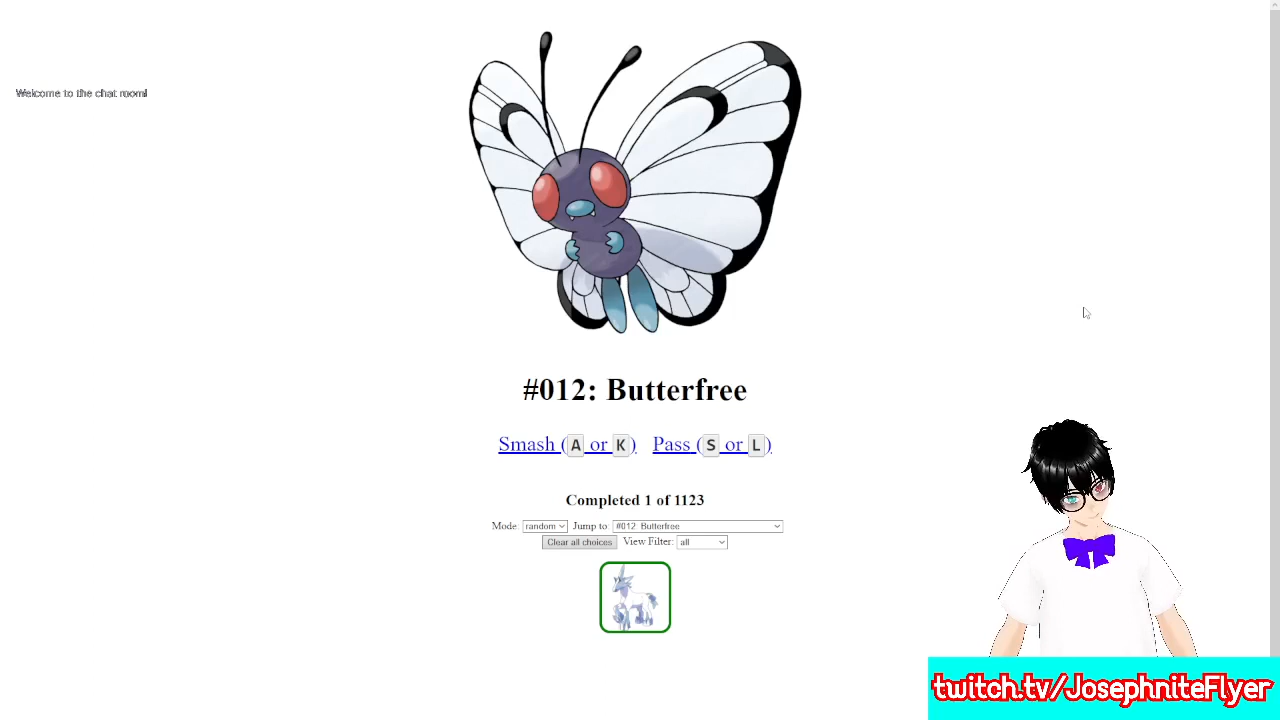 Welcome to the chat room!
#012: Butterfree
Smash (A or K) Pass (S or L)
Completed 1 of 1123
Mode: random Jump to: #012 Butterfree
Clear all choices View Filter: all
twitch.tv/JosephniteFlyer